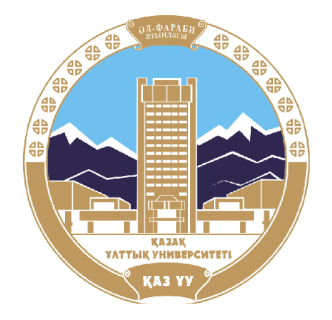 ӘЛ-ФАРАБИ
АТЫНДАҒЫ
ҚАЗАҚ
ҰЛТТЫҚ УНИВЕРСИТЕТІ
ҚАЗ ҰУ